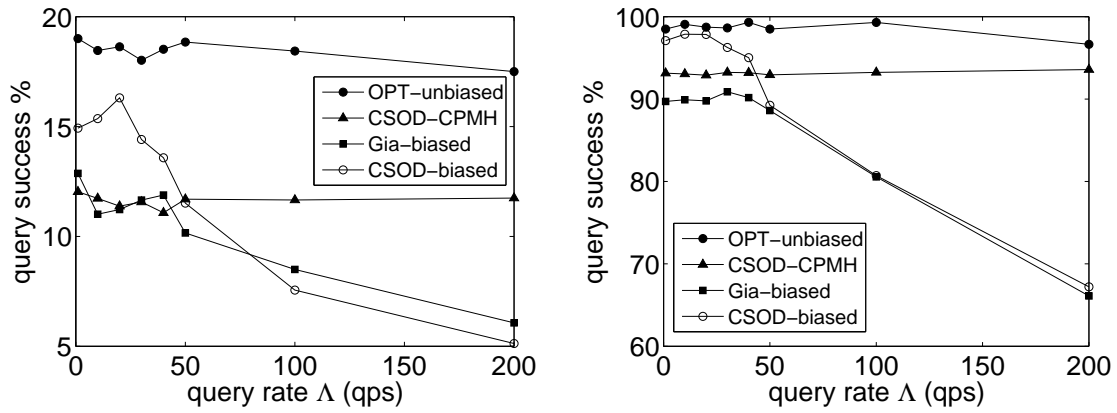 20
15
10
5
query success %
OPT−unbiased
CSOD−CPMH
Gia−biased
CSOD−biased
0 50 100 150 200
query rate Λ (qps)
100
90
80
70
60
query success %
OPT−unbiased
CSOD−CPMH
Gia−biased
CSOD−biased
0 50 100 150 200
query rate Λ (qps)